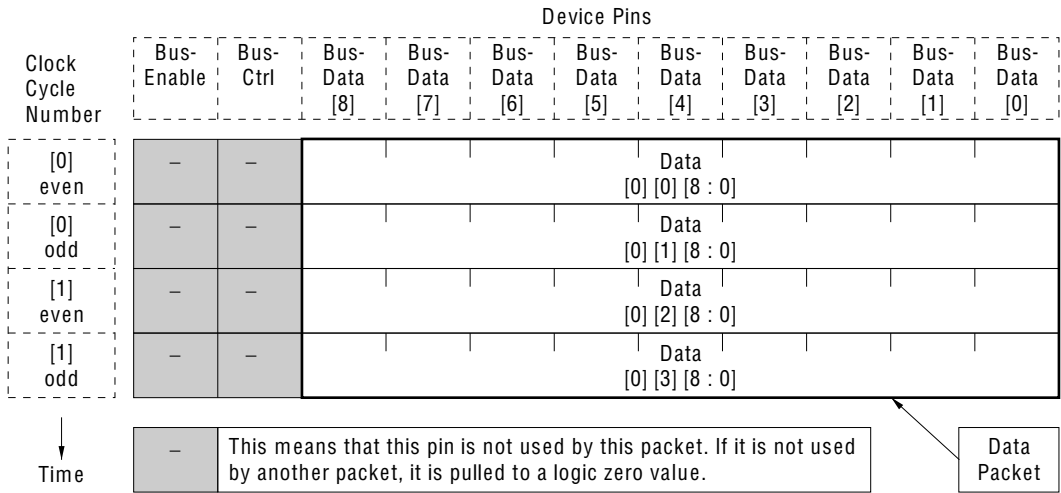 Device Pins
Clock Cycle Number
Bus-Enable
Bus-Ctrl
Bus-Data [8]
Bus-Data [7]
Bus-Data [6]
Bus-Data [5]
Bus-Data [4]
Bus-Data [3]
Bus-Data [2]
Bus-Data [1]
Bus-Data [0]
[0] even
– –
Data
[0] [0] [8 : 0]
[0] odd
– –
Data
[0] [1] [8 : 0]
[1] even
– –
Data
[0] [2] [8 : 0]
[1] odd
– –
Data
[0] [3] [8 : 0]
Time
–
This means that this pin is not used by this packet. If it is not used
by another packet, it is pulled to a logic zero value.
Data
Packet